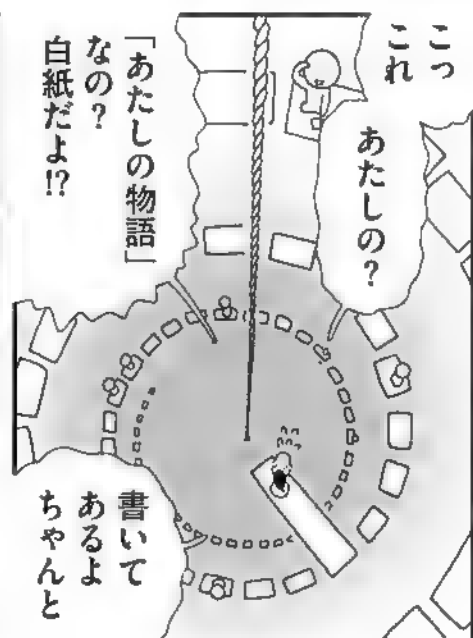 こっ
これ
あたしの？
「あたしの物語」
なの？
白紙だよ!?
書いて
あるよ
ちゃんと